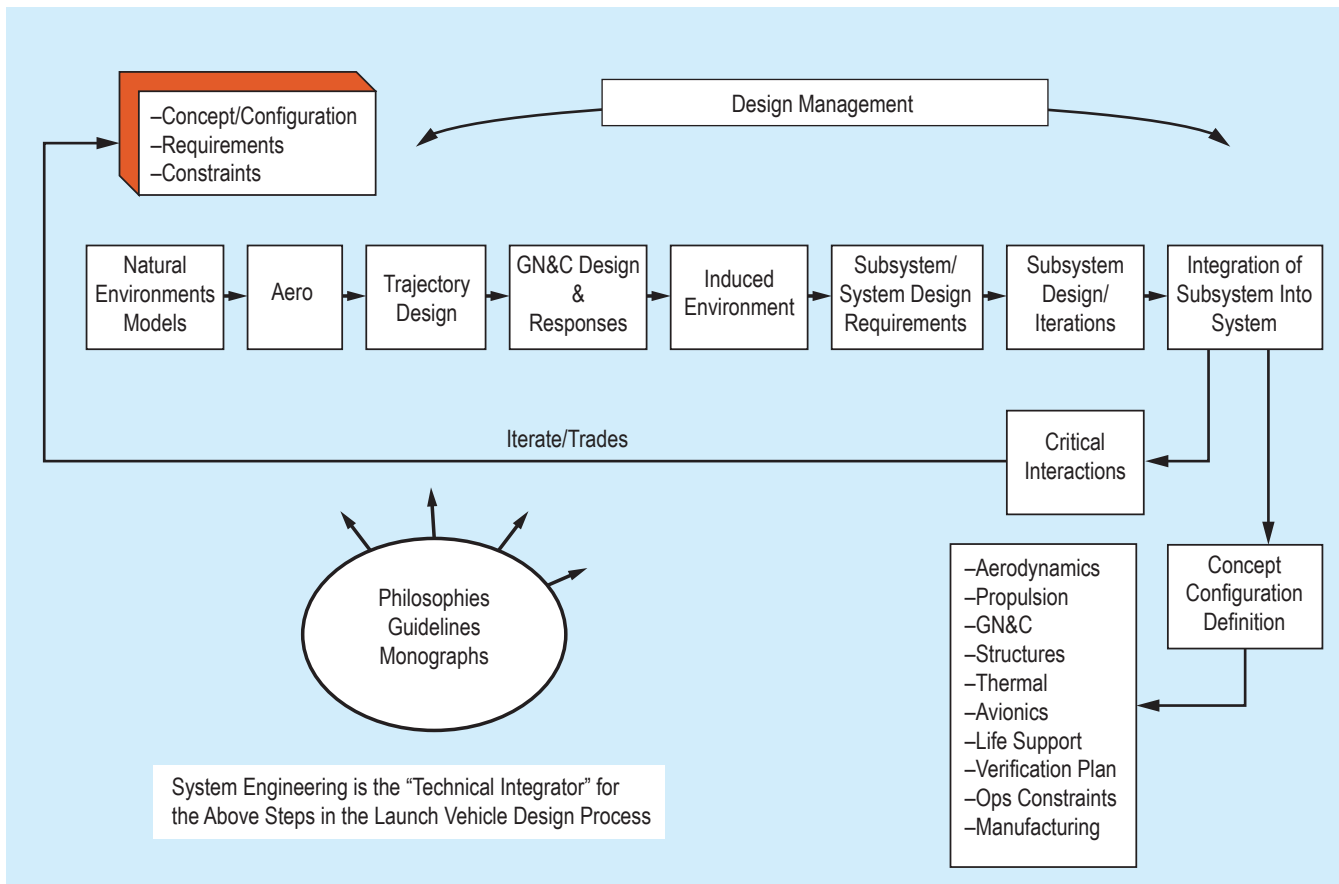 –Concept/Configuration
–Requirements
–Constraints
Design Management
Natural
Environments
Models
Aero
Trajectory
Design
GN&C Design
&
Responses
Induced
Environment
Subsystem/
System Design
Requirements
Subsystem
Design/
Iterations
Integration of
Subsystem Into
System
Iterate/Trades
Critical
Interactions
Philosophies
Guidelines
Monographs
–Aerodynamics
–Propulsion
–GN&C
–Structures
–Thermal
–Avionics
–Life Support
–Verification Plan
–Ops Constraints
–Manufacturing
Concept
Configuration
Definition
System Engineering is the “Technical Integrator” for
the Above Steps in the Launch Vehicle Design Process